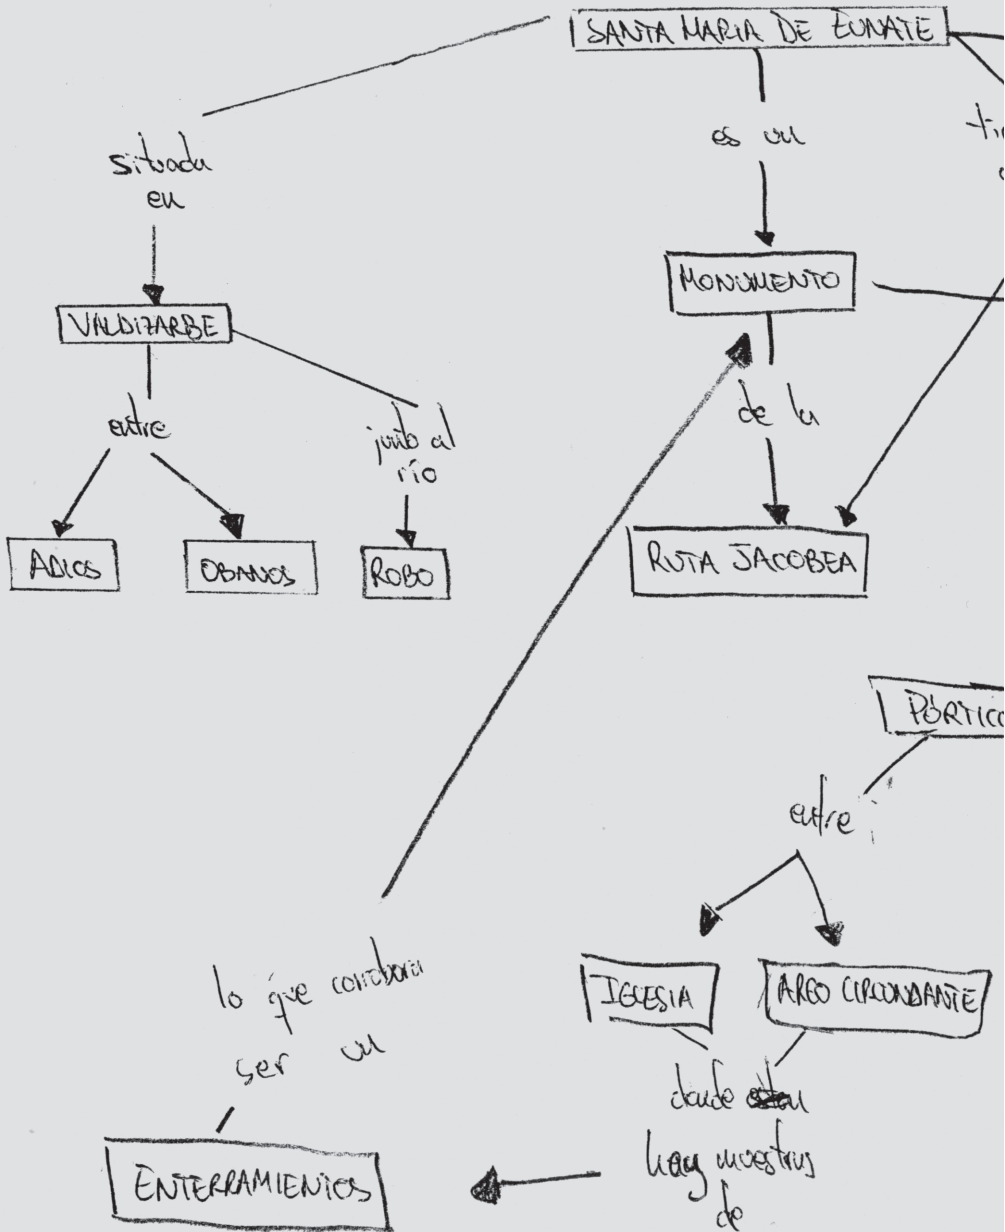 SANTA MARIA DE EUNATE
situada
en
es un
VALDIZARBE
MONUMENTO
entre
junto al
río
de la
ADIOS
OBANOS
ROBO
RUTA JACOBEA
PÓRTICO
entre
IGLESIA
ARCO CIRCUNDANTE
lo que corrobora
ser un
donde
hay muestras
de
ENTERRAMIENTOS